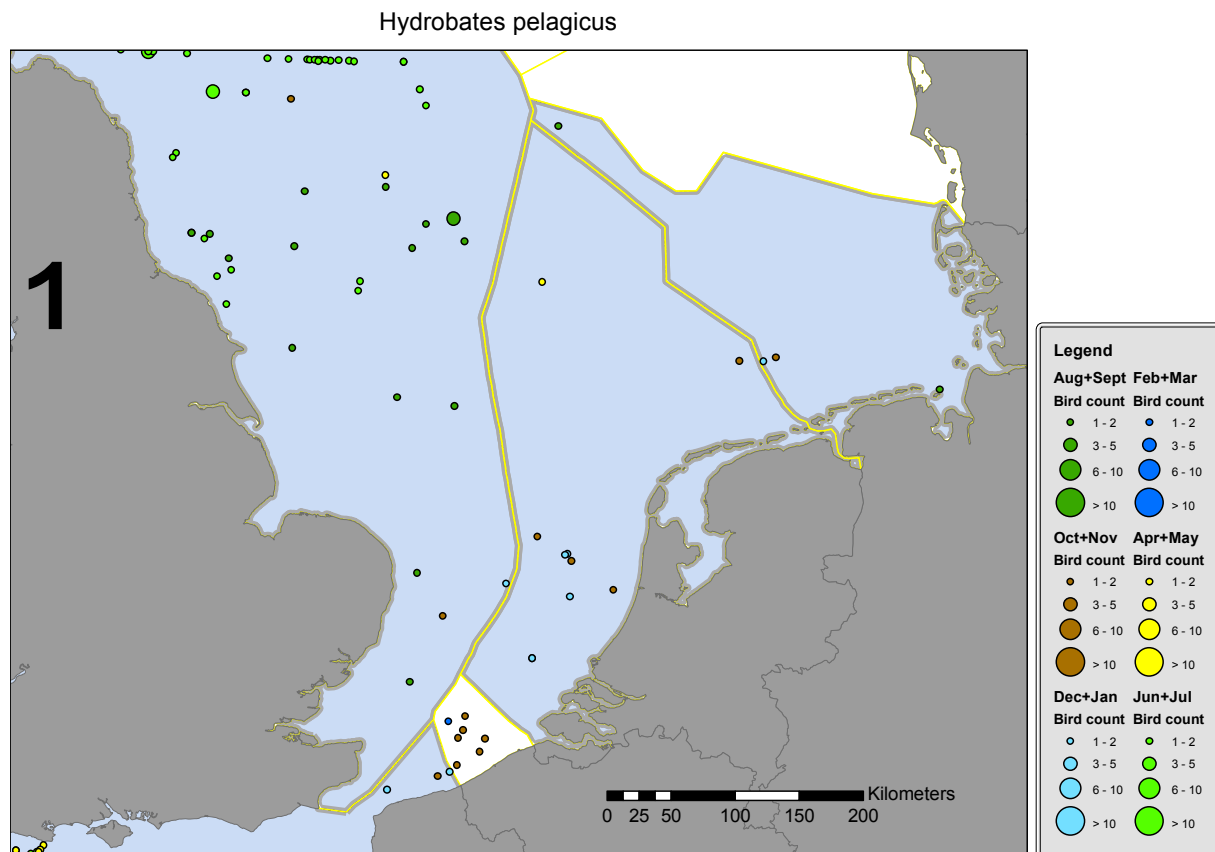 Hydrobates pelagicus
1
Kilometers
0 25 50 100 150 200
Legend
Aug+Sept Feb+Mar
Bird count Bird count
1 - 2 1 - 2
3 - 5 3 - 5
6 - 10 6 - 10
> 10 > 10
Oct+Nov Apr+May
Bird count Bird count
1 - 2 1 - 2
3 - 5 3 - 5
6 - 10 6 - 10
> 10 > 10
Dec+Jan Jun+Jul
Bird count Bird count
1 - 2 1 - 2
3 - 5 3 - 5
6 - 10 6 - 10
> 10 > 10